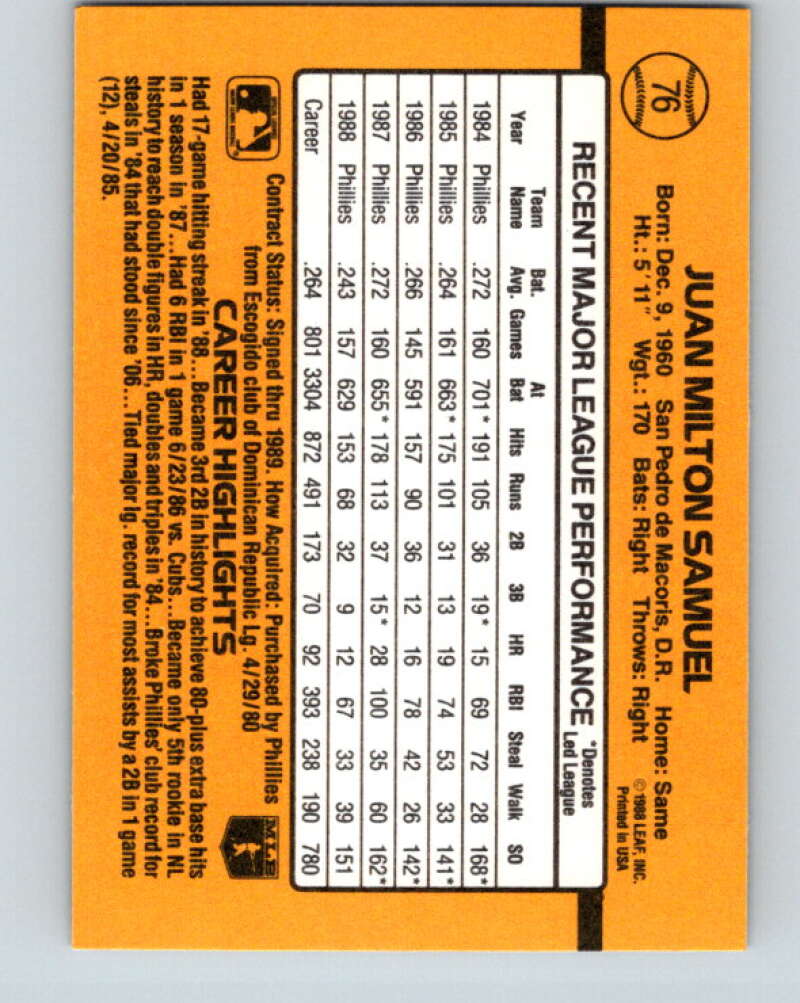 76
JUAN MILTON SAMUEL
Born: Dec. 9, 1960 San Pedro de Macoris, D.R. Home: Same
Ht.: 5'11" Wgt.: 170 Bats: Right Throws: Right
© 1988 LEAF, INC.
Printed in USA
RECENT MAJOR LEAGUE PERFORMANCE *Denotes Led League
Year Team Name Bat. Avg. Games At Bat Hits Runs 2B 3B HR RBI Steal Walk SO
1984 Phillies .272 160 701* 191 105 36 19* 15 69 72 28 168*
1985 Phillies .264 161 663* 175 101 31 13 19 74 53 33 141*
1986 Phillies .266 145 591 157 90 36 12 16 78 42 26 142*
1987 Phillies .272 160 655* 178 113 37 15* 28 100 35 60 162*
1988 Phillies .243 157 629 153 68 32 9 12 67 33 39 151
Career .264 801 3304 872 491 173 70 92 393 238 190 780
Contract Status: Signed thru 1989. How Acquired: Purchased by Phillies
from Escogido club of Dominican Republic Lg. 4/29/80
MLB
CAREER HIGHLIGHTS
Had 17-game hitting streak in '88...Became 3rd 2B in history to achieve 80-plus extra base hits
in 1 season in '87...Had 6 RBI in 1 game 6/23/86 vs. Cubs...Became only 5th rookie in NL
history to reach double figures in HR, doubles and triples in '84...Broke Phillies' club record for
steals in '84 that had stood since '06...Tied major lg. record for most assists by a 2B in 1 game
(12), 4/20/85.